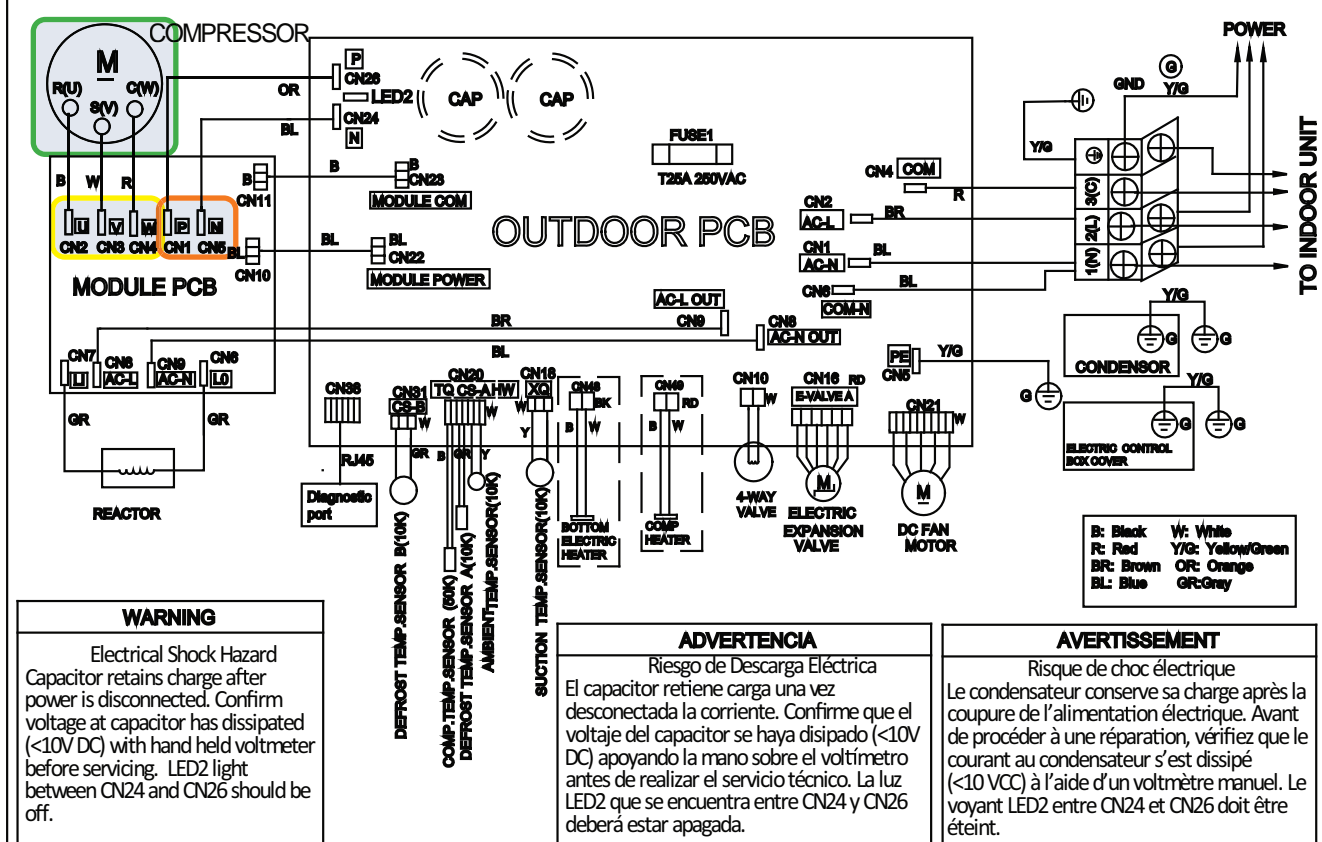 COMPRESSOR
M
R(U)
S(V)
C(W)
B
W
R
U
V
W
P
N
CN2
CN3
CN4
CN1
CN5
MODULE PCB
CN7
LI
CN8
AC-L
CN9
AC-N
CN6
L0
GR
GR
REACTOR
OR
BL
P
CN26
LED2
CN24
N
CAP
CAP
FUSE1
T25A 250VAC
B
CN11
B
B
CN23
MODULE COM
BL
CN10
BL
BL
CN22
MODULE POWER
OUTDOOR PCB
CN4
COM
R
CN2
AC-L
BR
CN1
AC-N
BL
CN6
COM-N
BL
AC-L OUT
CN9
BR
CN8
AC-N OUT
BL
PE
CN5
Y/G
G
POWER
G
GND
Y/G
Y/G
3(C)
2(L)
1(N)
TO INDOOR UNIT
Y/G
G
G
CONDENSOR
Y/G
G
G
ELECTRIC CONTROL
BOX COVER
CN36
RJ45
Diagnostic
port
CN31
CS-B
W
GR
DEFROST TEMP.SENSOR B(10K)
CN20
TQ CS-A HW
W
B
GR
Y
COMP.TEMP.SENSOR (50K)
DEFROST TEMP.SENSOR A(10K)
AMBIENT TEMP.SENSOR(10K)
CN18
XQ
W
Y
SUCTION TEMP.SENSOR(10K)
CN48
BK
B
W
BOTTOM
ELECTRIC
HEATER
CN49
RD
B
W
COMP
HEATER
CN10
W
4-WAY
VALVE
CN16
RD
E-VALVE A
M
ELECTRIC
EXPANSION
VALVE
CN21
W
M
DC FAN
MOTOR
B: Black W: White
R: Red Y/G: Yellow/Green
BR: Brown OR: Orange
BL: Blue GR:Gray
WARNING
Electrical Shock Hazard
Capacitor retains charge after
power is disconnected. Confirm
voltage at capacitor has dissipated
(<10V DC) with hand held voltmeter
before servicing. LED2 light
between CN24 and CN26 should be
off.
ADVERTENCIA
Riesgo de Descarga Eléctrica
El capacitor retiene carga una vez
desconectada la corriente. Confirme que el
voltaje del capacitor se haya disipado (<10V
DC) apoyando la mano sobre el voltímetro
antes de realizar el servicio técnico. La luz
LED2 que se encuentra entre CN24 y CN26
deberá estar apagada.
AVERTISSEMENT
Risque de choc électrique
Le condensateur conserve sa charge après la
coupure de l'alimentation électrique. Avant
de procéder à une réparation, vérifiez que le
courant au condensateur s'est dissipé
(<10 VCC) à l'aide d'un voltmètre manuel. Le
voyant LED2 entre CN24 et CN26 doit être
éteint.